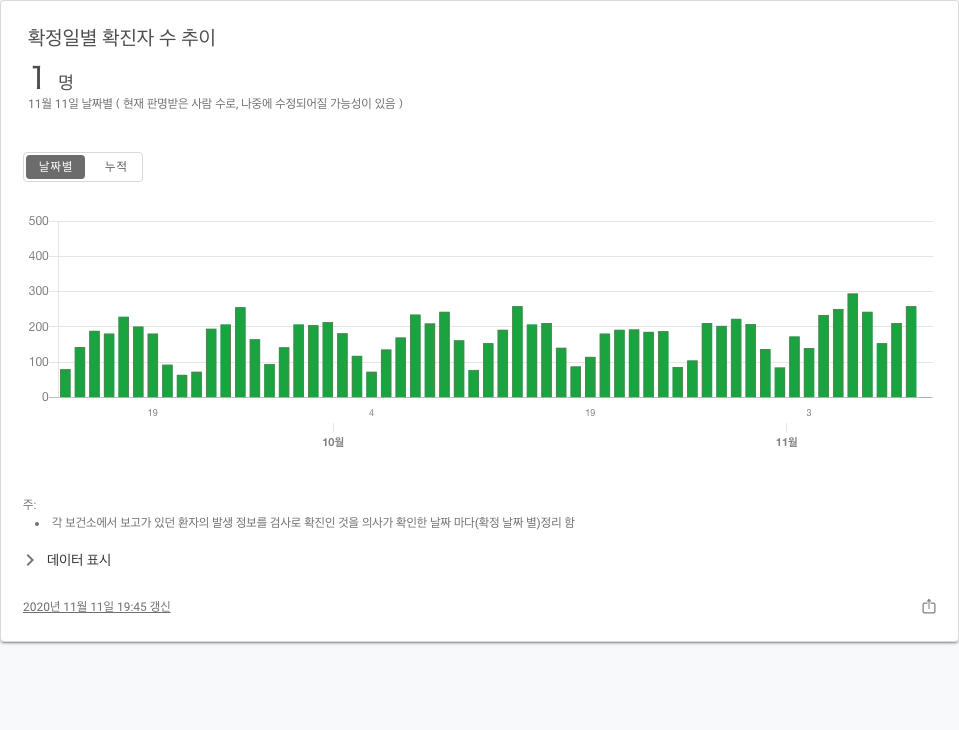 확정일별 확진자 수 추이
1 명
11월 11일 날짜별 ( 현재 판명받은 사람 수로, 나중에 수정되어질 가능성이 있음 )
날짜별 누적
500
400
300
200
100
0
19 4 19 3
10월 11월
주:
• 각 보건소에서 보고가 있던 환자의 발생 정보를 검사로 확진인 것을 의사가 확인한 날짜 마다(확정 날짜 별)정리 함
데이터 표시
2020년 11월 11일 19:45 갱신